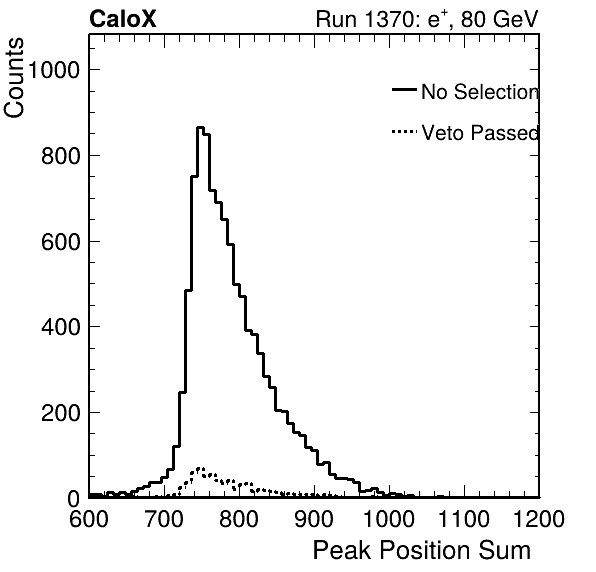 CaloX
Run 1370: e⁺, 80 GeV
Counts
1000
800
600
400
200
0
No Selection
Veto Passed
600 700 800 900 1000 1100 1200
Peak Position Sum